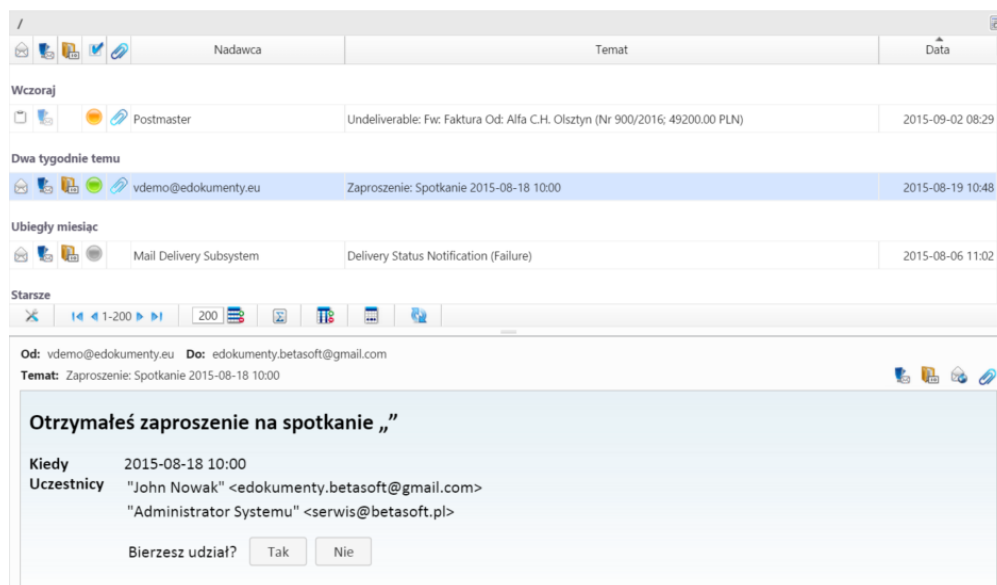 /
Nadawca Temat Data
Wczoraj
Postmaster Undeliverable: Fw: Faktura Od: Alfa C.H. Olsztyn (Nr 900/2016; 49200.00 PLN) 2015-09-02 08:29
Dwa tygodnie temu
vdemo@edokumenty.eu Zaproszenie: Spotkanie 2015-08-18 10:00 2015-08-19 10:48
Ubiegły miesiąc
Mail Delivery Subsystem Delivery Status Notification (Failure) 2015-08-06 11:02
Starsze
1-200 200
Od: vdemo@edokumenty.eu Do: edokumenty.betasoft@gmail.com
Temat: Zaproszenie: Spotkanie 2015-08-18 10:00
Otrzymałeś zaproszenie na spotkanie „”
Kiedy 2015-08-18 10:00
Uczestnicy "John Nowak" <edokumenty.betasoft@gmail.com>
"Administrator Systemu" <serwis@betasoft.pl>
Bierzesz udział? Tak Nie